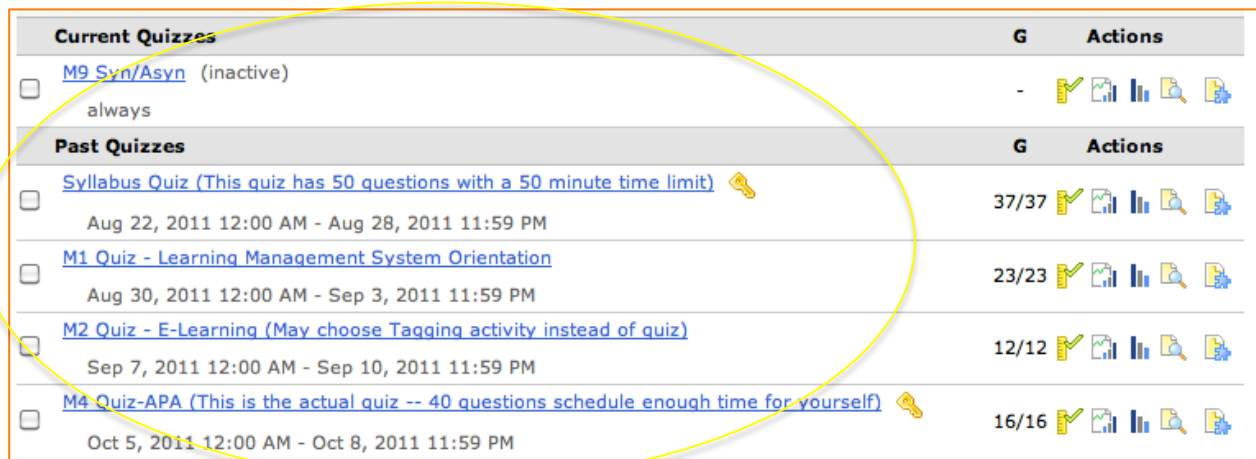 Current Quizzes G Actions
M9 Syn/Asyn (inactive)
always -
Past Quizzes G Actions
Syllabus Quiz (This quiz has 50 questions with a 50 minute time limit)
Aug 22, 2011 12:00 AM - Aug 28, 2011 11:59 PM 37/37
M1 Quiz - Learning Management System Orientation
Aug 30, 2011 12:00 AM - Sep 3, 2011 11:59 PM 23/23
M2 Quiz - E-Learning (May choose Tagging activity instead of quiz)
Sep 7, 2011 12:00 AM - Sep 10, 2011 11:59 PM 12/12
M4 Quiz-APA (This is the actual quiz -- 40 questions schedule enough time for yourself)
Oct 5, 2011 12:00 AM - Oct 8, 2011 11:59 PM 16/16